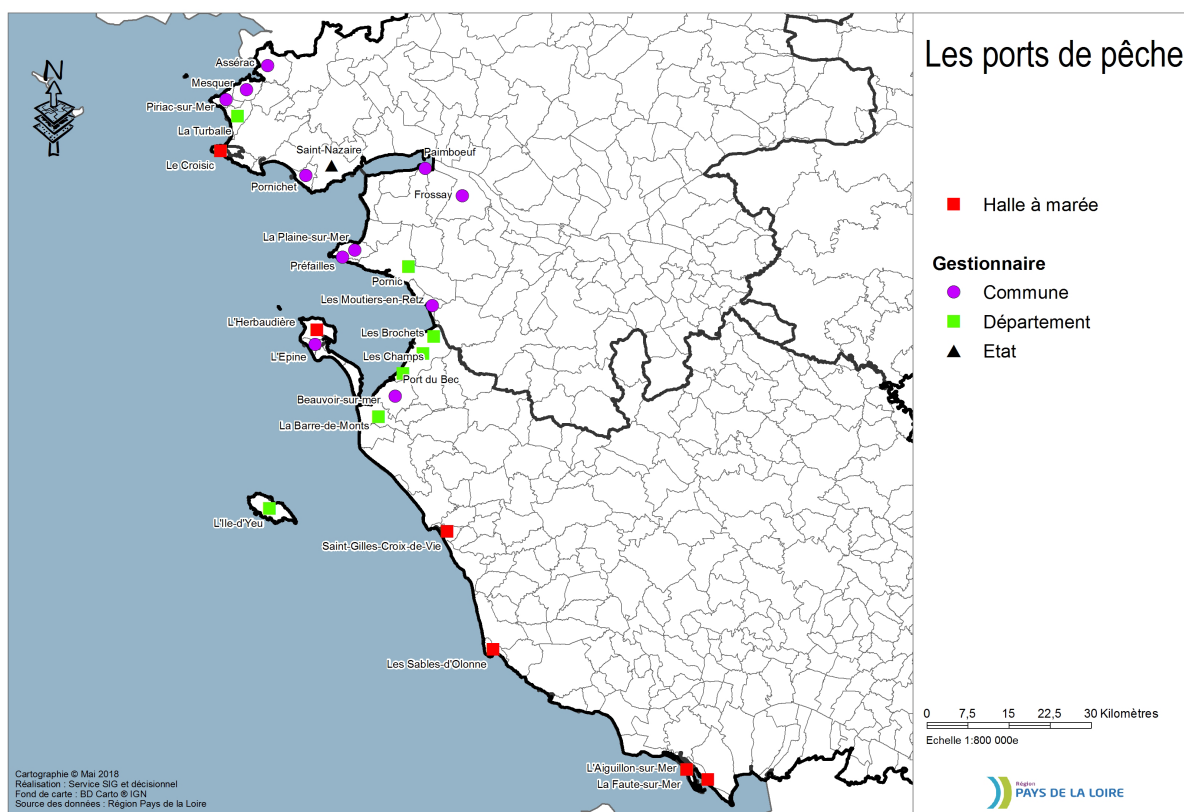 Les ports de pêche
N
Assérac
Mesquer
Piriac-sur-Mer
La Turballe
Le Croisic
Saint-Nazaire
Pornichet
Paimboeuf
Frossay
La Plaine-sur-Mer
Préfailles
Pornic
Les Moutiers-en-Retz
L'Herbaudière
L'Epine
Les Brochets
Les Champs
Port du Bec
Beauvoir-sur-mer
La Barre-de-Monts
L'Ile-d'Yeu
Saint-Gilles-Croix-de-Vie
Les Sables-d'Olonne
L'Aiguillon-sur-Mer
La Faute-sur-Mer
Halle à marée
Gestionnaire
Commune
Département
Etat
0 7,5 15 22,5 30 Kilomètres
Echelle 1:800 000e
Cartographie © Mai 2018
Réalisation : Service SIG et décisionnel
Fond de carte : BD Carto ® IGN
Source des données : Région Pays de la Loire
Région
PAYS DE LA LOIRE